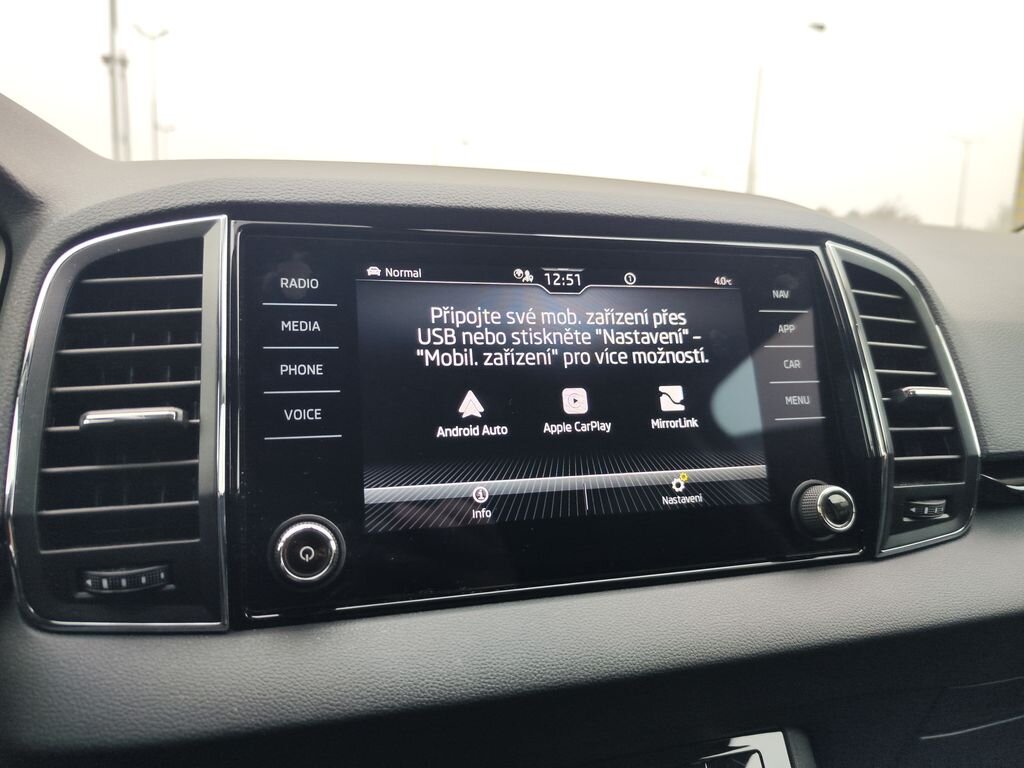 RADIO
MEDIA
PHONE
VOICE
Normal
12:51
4.0°C
Připojte své mob. zařízení přes
USB nebo stiskněte "Nastavení" –
"Mobil. zařízení" pro více možností.
Android Auto
Apple CarPlay
MirrorLink
Info
Nastavení
NAV
APP
CAR
MENU